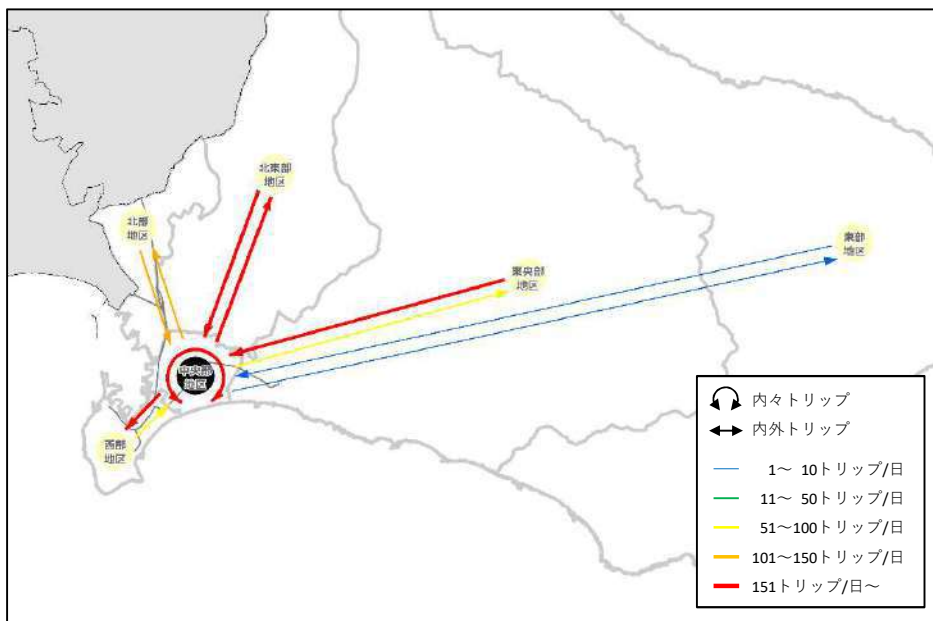 北東部
地区
北部
地区
東部
地区
東央部
地区
中央部
地区
西部
地区
内々トリップ
内外トリップ
1～ 10トリップ/日
11～ 50トリップ/日
51～100トリップ/日
101～150トリップ/日
151トリップ/日～